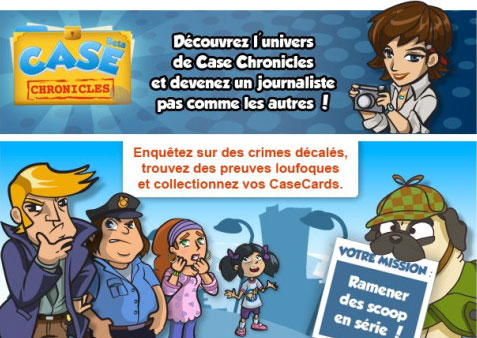 Beta
CASE
CHRONICLES
Découvrez l'univers
de Case Chronicles
et devenez un journaliste
pas comme les autres !
Enquêtez sur des crimes décalés,
trouvez des preuves loufoques
et collectionnez vos CaseCards.
VOTRE MISSION :
Ramener
des scoop
en série !